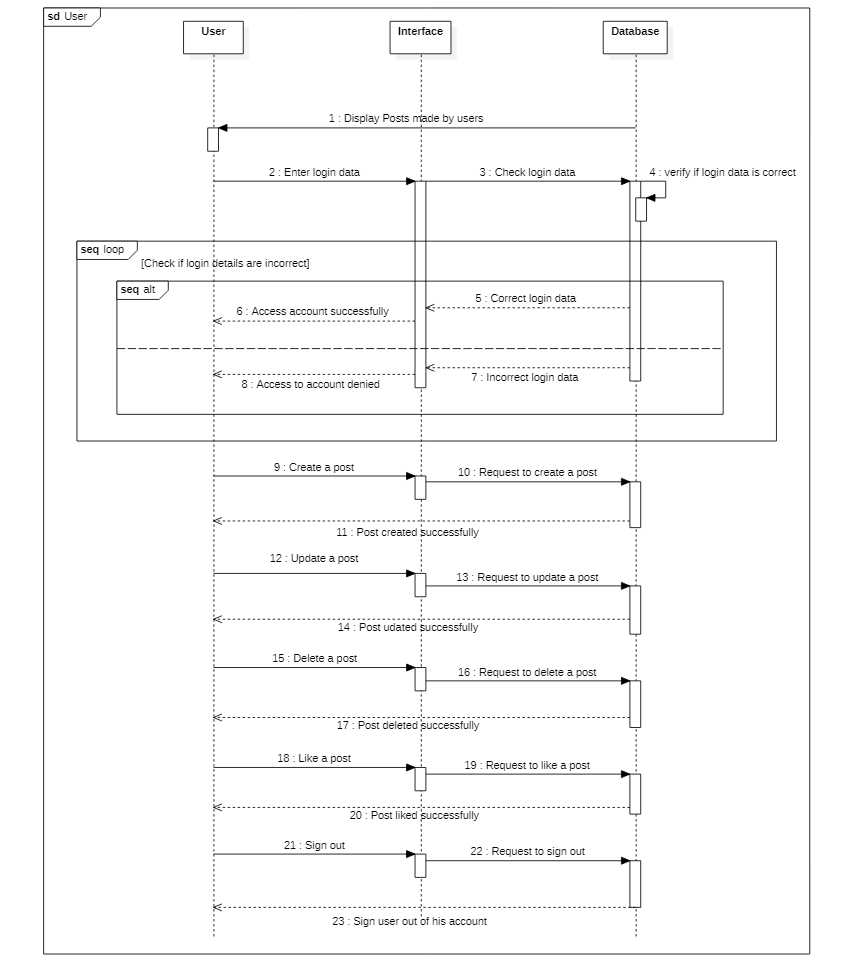 sd User
User
Interface
Database
1 : Display Posts made by users
2 : Enter login data
3 : Check login data
4 : verify if login data is correct
seq loop
[Check if login details are incorrect]
seq alt
5 : Correct login data
6 : Access account successfully
7 : Incorrect login data
8 : Access to account denied
9 : Create a post
10 : Request to create a post
11 : Post created successfully
12 : Update a post
13 : Request to update a post
14 : Post udated successfully
15 : Delete a post
16 : Request to delete a post
17 : Post deleted successfully
18 : Like a post
19 : Request to like a post
20 : Post liked successfully
21 : Sign out
22 : Request to sign out
23 : Sign user out of his account